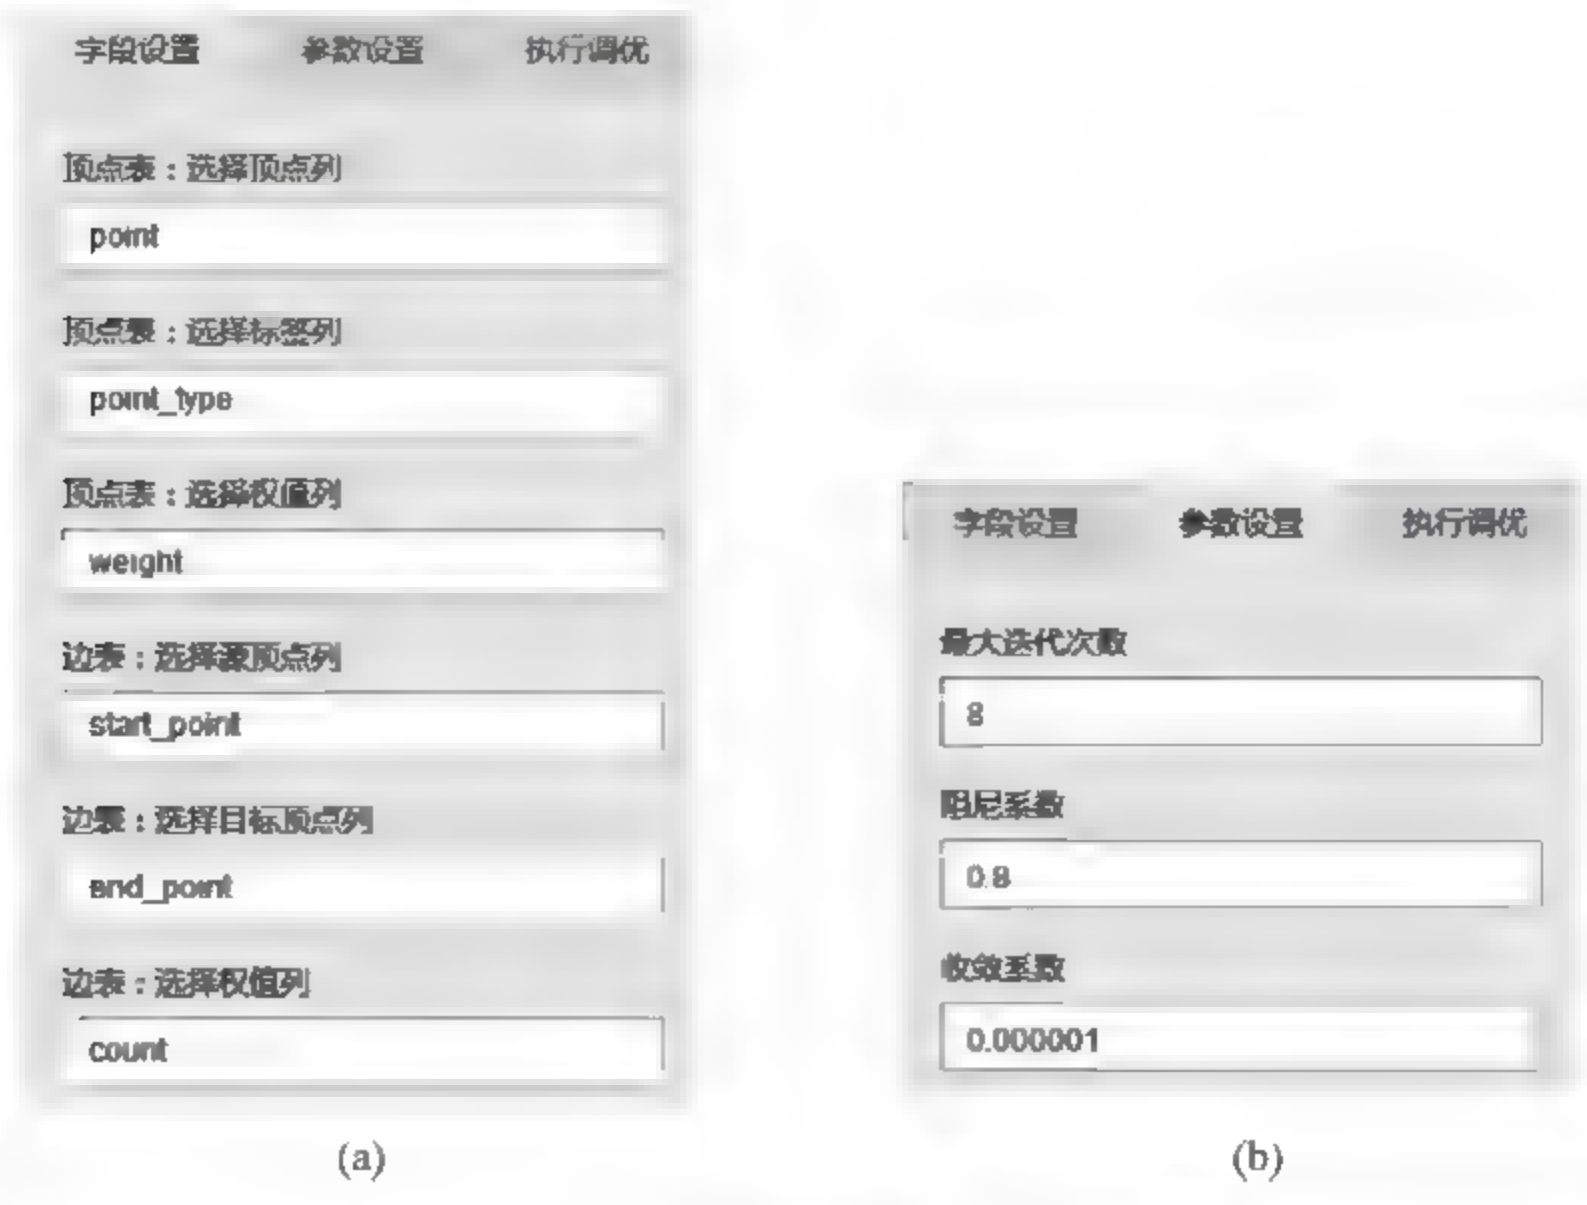 字段设置 参数设置 执行调优
顶点表：选择顶点列
point
顶点表：选择标签列
point_type
顶点表：选择权值列
weight
边表：选择源顶点列
start_point
边表：选择目标顶点列
end_point
边表：选择权值列
count
(a)
字段设置 参数设置 执行调优
最大迭代次数
8
阻尼系数
0.8
收敛系数
0.000001
(b)